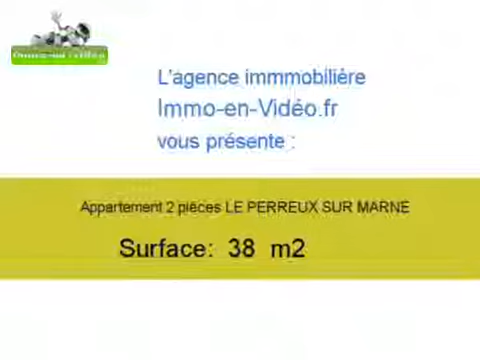 L'agence immmobilière
Immo-en-Vidéo.fr
vous présente :
Appartement 2 pièces LE PERREUX SUR MARNE
Surface: 38 m2